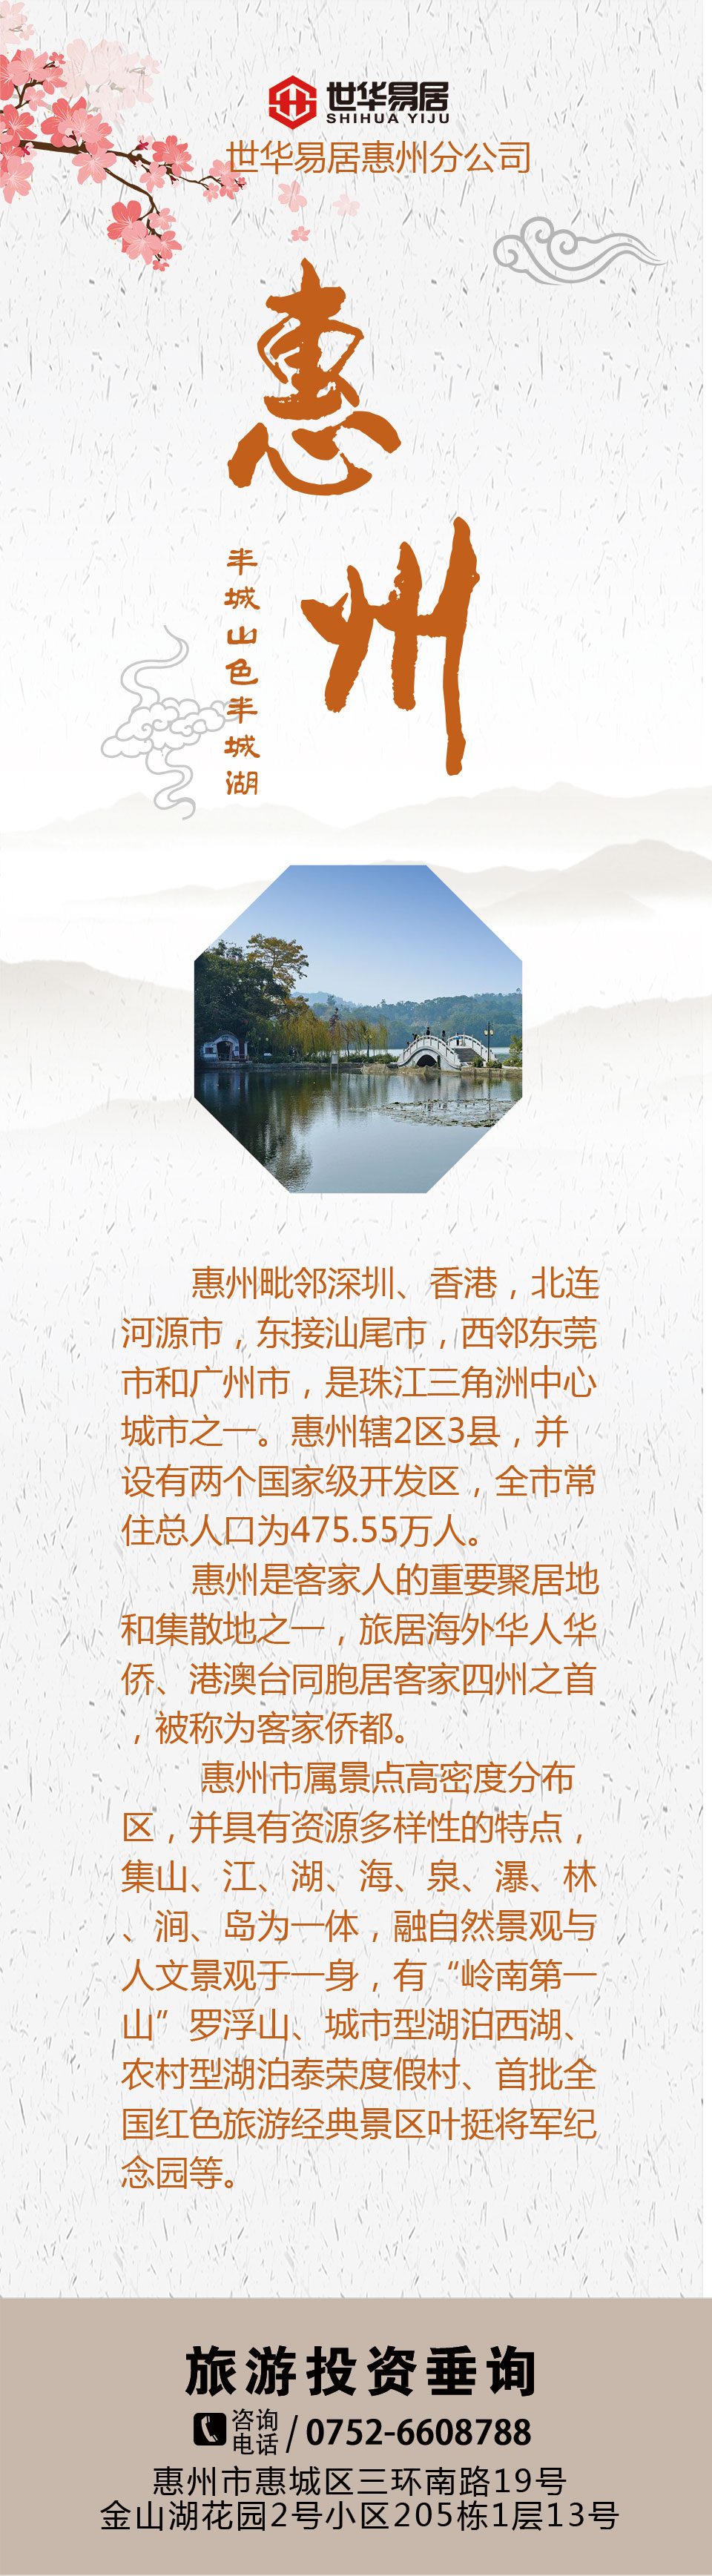 世华易居
SHIHUA YIJU
世华易居惠州分公司
惠州
半城山色半城湖
惠州毗邻深圳、香港，北连
河源市，东接汕尾市，西邻东莞
市和广州市，是珠江三角洲中心
城市之一。惠州辖2区3县，并
设有两个国家级开发区，全市常
住总人口为475.55万人。
惠州是客家人的重要聚居地
和集散地之一，旅居海外华人华
侨、港澳台同胞居客家四州之首
，被称为客家侨都。
惠州市属景点高密度分布
区，并具有资源多样性的特点，
集山、江、湖、海、泉、瀑、林
、涧、岛为一体，融自然景观与
人文景观于一身，有“岭南第一
山”罗浮山、城市型湖泊西湖、
农村型湖泊泰荣度假村、首批全
国红色旅游经典景区叶挺将军纪
念园等。
旅游投资垂询
咨询电话/0752-6608788
惠州市惠城区三环南路19号
金山湖花园2号小区205栋1层13号